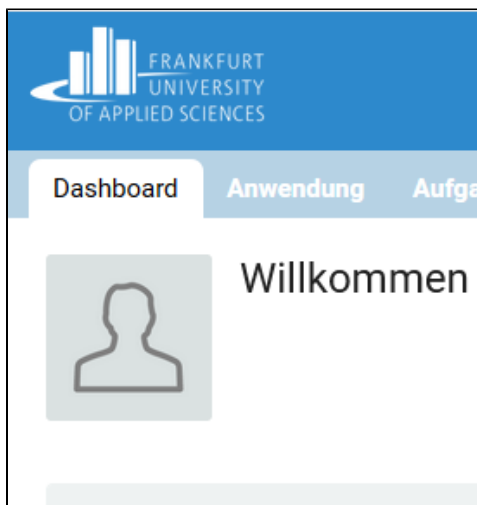 FRANKFURT
UNIVERSITY
OF APPLIED SCIENCES
Dashboard Anwendung
Willkommen